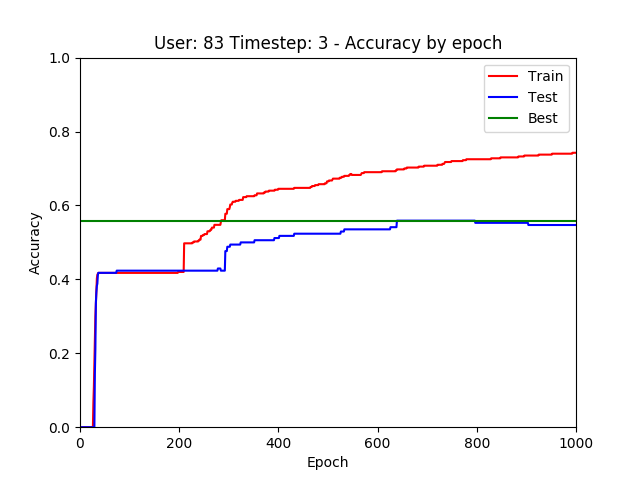 User: 83 Timestep: 3 - Accuracy by epoch
1.0
0.8
0.6
0.4
0.2
0.0
Accuracy
Train
Test
Best
0 200 400 600 800 1000
Epoch